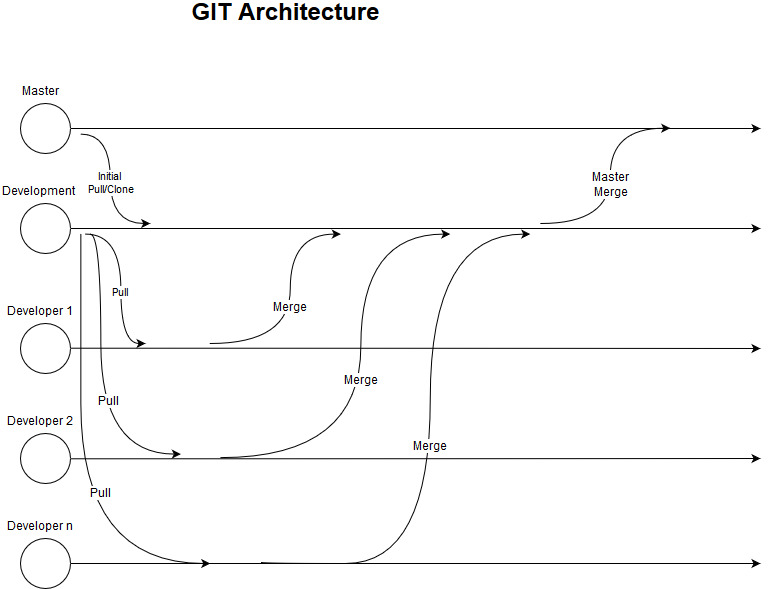 GIT Architecture
Master
Initial
Pull/Clone
Master
Merge
Development
Pull
Developer 1
Merge
Merge
Pull
Developer 2
Merge
Pull
Developer n